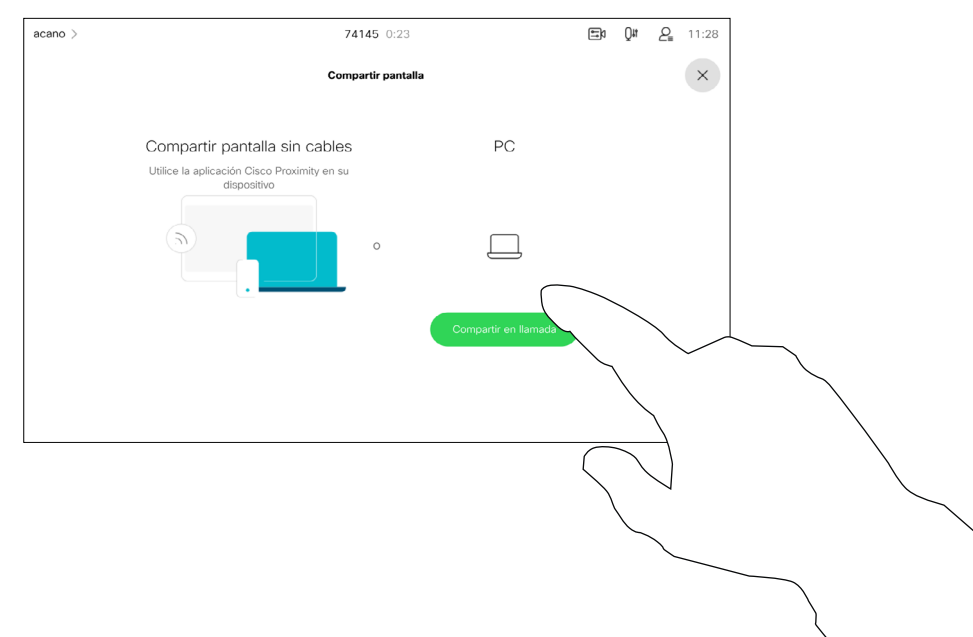 acano >
74145 0:23
11:28
Compartir pantalla
Compartir pantalla sin cables
Utilice la aplicación Cisco Proximity en su
dispositivo
o
PC
Compartir en llamada